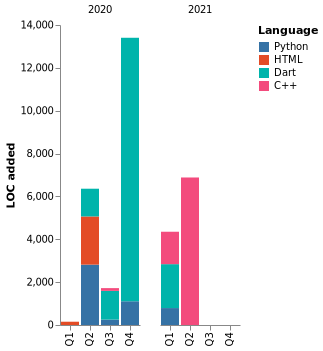 2020
2021
14,000
12,000
10,000
8,000
6,000
4,000
2,000
0
LOC added
Q1
Q2
Q3
Q4
Q1
Q2
Q3
Q4
Language
Python
HTML
Dart
C++